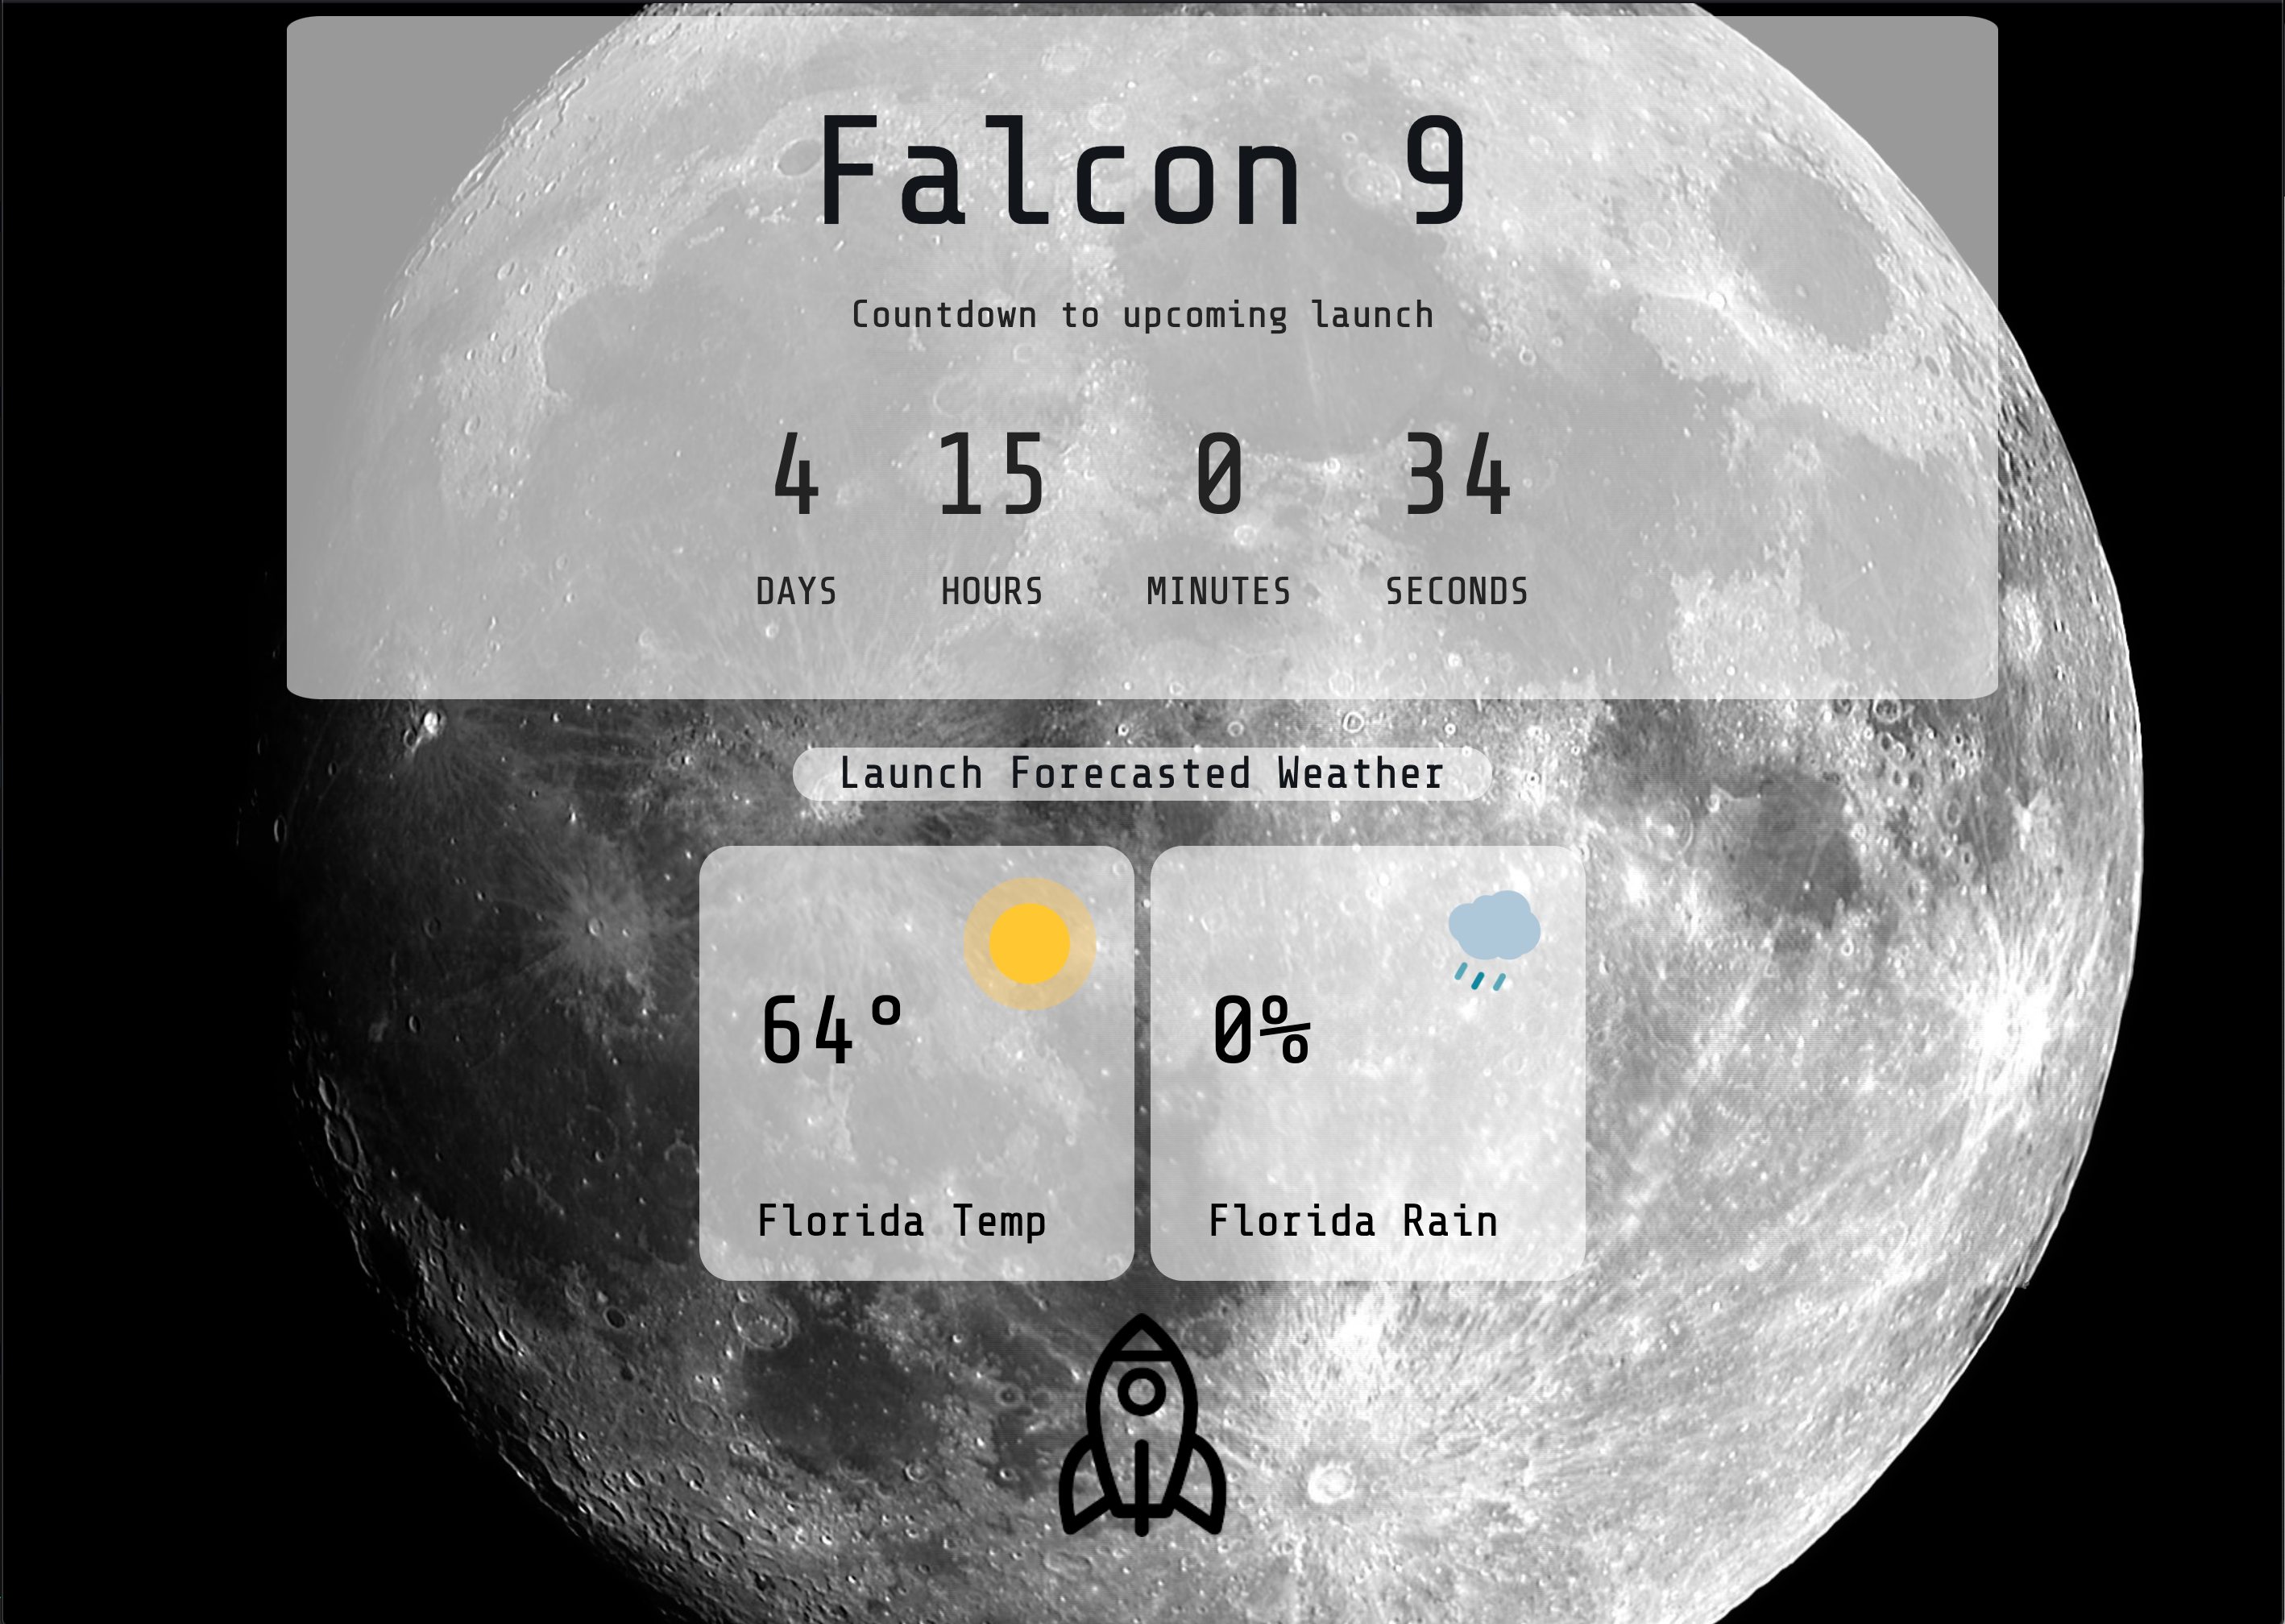 Falcon 9
Countdown to upcoming launch
4 15 0 34
DAYS HOURS MINUTES SECONDS
Launch Forecasted Weather
64° 0%
Florida Temp Florida Rain